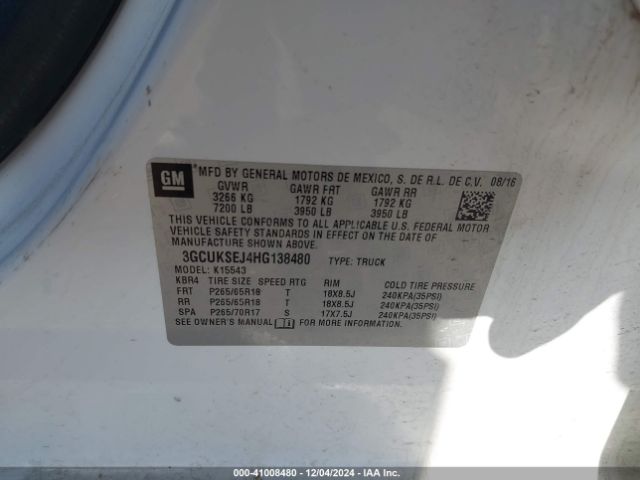 GM
MFD BY GENERAL MOTORS DE MEXICO, S. DE R.L. DE C.V. 08/16
GVWR GAWR FRT GAWR RR
3266 KG 1792 KG 1792 KG
7200 LB 3950 LB 3950 LB
THIS VEHICLE CONFORMS TO ALL APPLICABLE U.S. FEDERAL MOTOR
VEHICLE SAFETY STANDARDS IN EFFECT ON THE DATE OF
MANUFACTURE SHOWN ABOVE.
3GCUKSEJ4HG138480 TYPE: TRUCK
MODEL: K15543
KBR4 TIRE SIZE SPEED RTG RIM COLD TIRE PRESSURE
FRT P265/65R18 T 18X8.5J 240KPA(35PSI)
RR P265/65R18 T 18X8.5J 240KPA(35PSI)
SPA P265/70R17 S 17X7.5J 240KPA(35PSI)
SEE OWNER'S MANUAL FOR MORE INFORMATION.
000-41008480 - 12/04/2024 - IAA Inc.